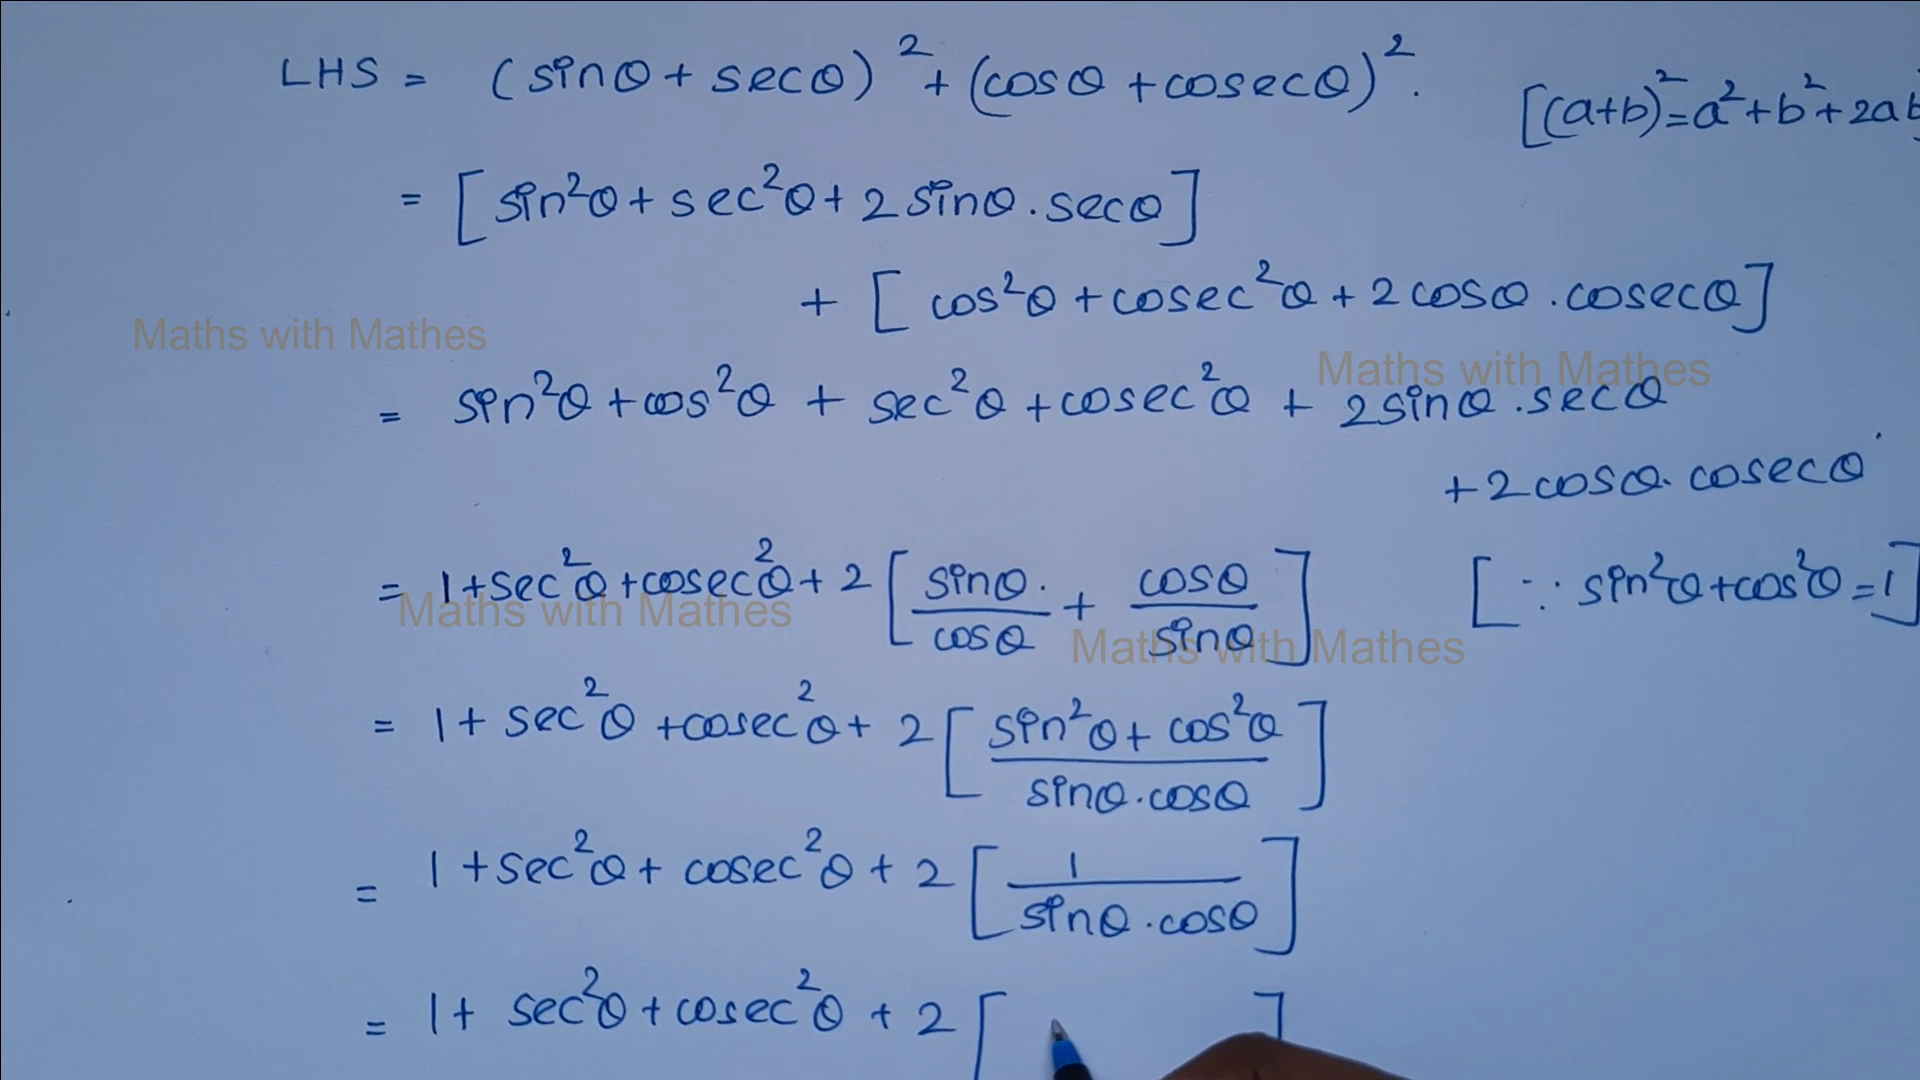 LHS = (sinθ + secθ)² + (cosθ + cosecθ)². [(a+b)² = a² + b² + 2ab]
= [sin²θ + sec²θ + 2 sinθ . secθ]
+ [cos²θ + cosec²θ + 2 cosθ . cosecθ]
Maths with Mathes
Maths with Mathes
= sin²θ + cos²θ + sec²θ + cosec²θ + 2 sinθ . secθ
+ 2 cosθ . cosecθ
= 1 + sec²θ + cosec²θ + 2 [sinθ/cosθ + cosθ/sinθ] [∵ sin²θ + cos²θ = 1]
Maths with Mathes
Maths with Mathes
= 1 + sec²θ + cosec²θ + 2 [sin²θ + cos²θ / sinθ . cosθ]
= 1 + sec²θ + cosec²θ + 2 [1 / sinθ . cosθ]
= 1 + sec²θ + cosec²θ + 2 [ ]